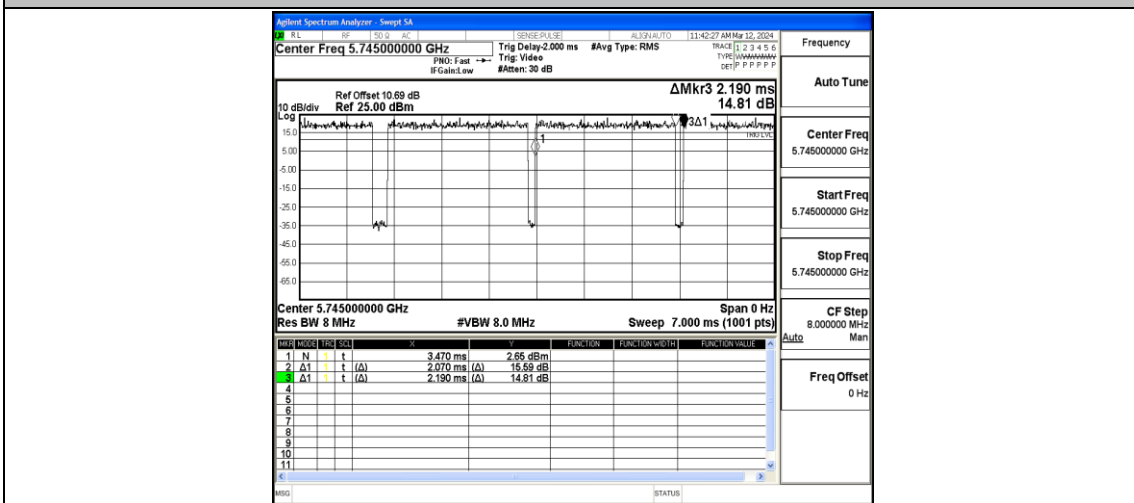 Agilent Spectrum Analyzer - Swept SA
RL RF 50 Ω AC SENSE:PULSE ALIGN AUTO 11:42:27 AM Mar 12, 2024
Center Freq 5.745000000 GHz Trig Delay-2.000 ms #Avg Type: RMS TRACE 1 2 3 4 5 6
PNO: Fast Trig: Video TYPE
IFGain:Low #Atten: 30 dB DET P P P P P P
Frequency
Auto Tune
Center Freq
5.745000000 GHz
Start Freq
5.745000000 GHz
Stop Freq
5.745000000 GHz
CF Step
8.000000 MHz
Auto Man
Freq Offset
0 Hz
ΔMkr3 2.190 ms
14.81 dB
Ref Offset 10.69 dB
10 dB/div Ref 25.00 dBm
Log
15.0
5.00
-5.00
-15.0
-25.0
-35.0
-45.0
-55.0
-65.0
1
3Δ1
TRIG LVL
Center 5.745000000 GHz Span 0 Hz
Res BW 8 MHz #VBW 8.0 MHz Sweep 7.000 ms (1001 pts)
MKR MODE TRC SCL X Y FUNCTION FUNCTION WIDTH FUNCTION VALUE
1 N 1 t 3.470 ms 2.65 dBm
2 Δ1 1 t (Δ) 2.070 ms (Δ) 15.59 dB
3 Δ1 1 t (Δ) 2.190 ms (Δ) 14.81 dB
4
5
6
7
8
9
10
11
MSG STATUS